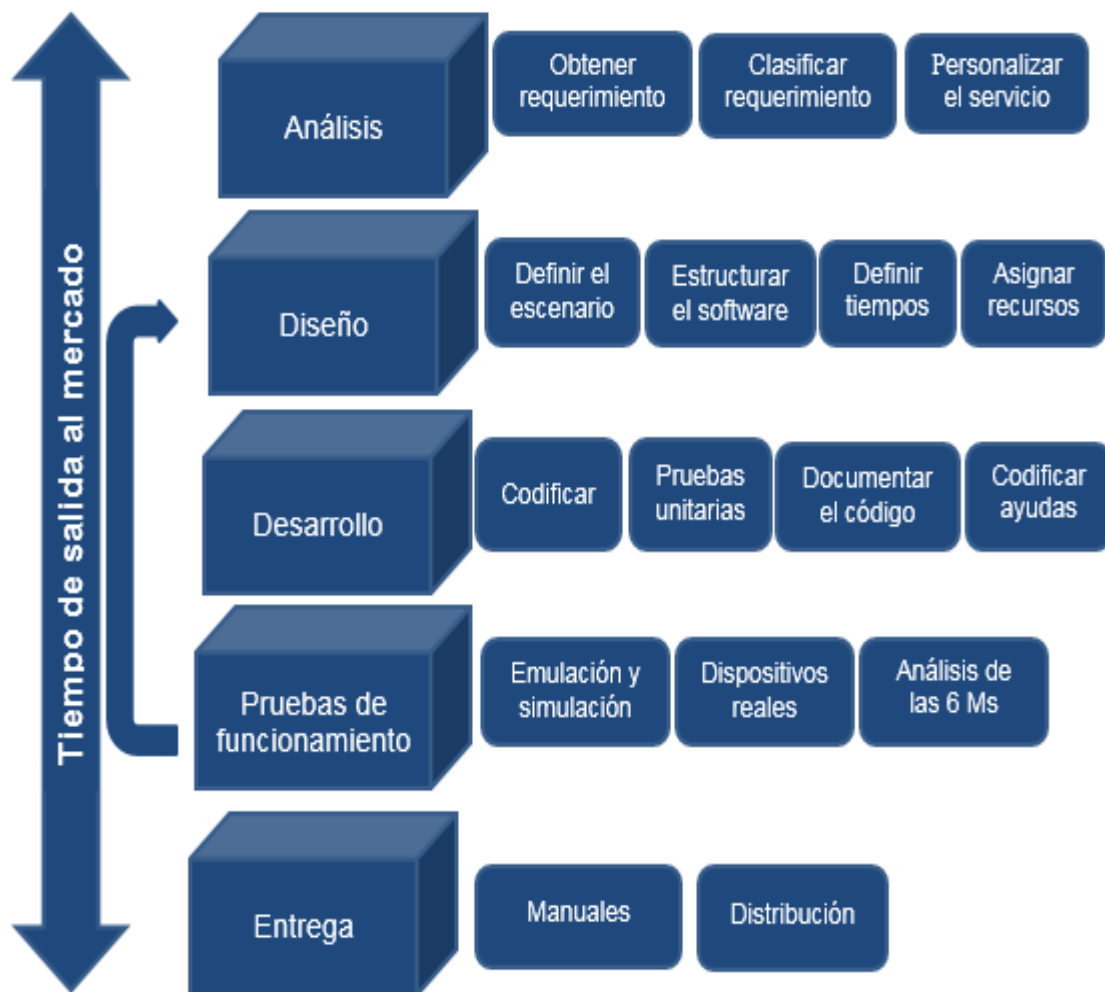 Tiempo de salida al mercado
Análisis
Obtener
requerimiento
Clasificar
requerimiento
Personalizar
el servicio
Diseño
Definir el
escenario
Estructurar
el software
Definir
tiempos
Asignar
recursos
Desarrollo
Codificar
Pruebas
unitarias
Documentar
el código
Codificar
ayudas
Pruebas de
funcionamiento
Emulación y
simulación
Dispositivos
reales
Análisis de
las 6 Ms
Entrega
Manuales
Distribución